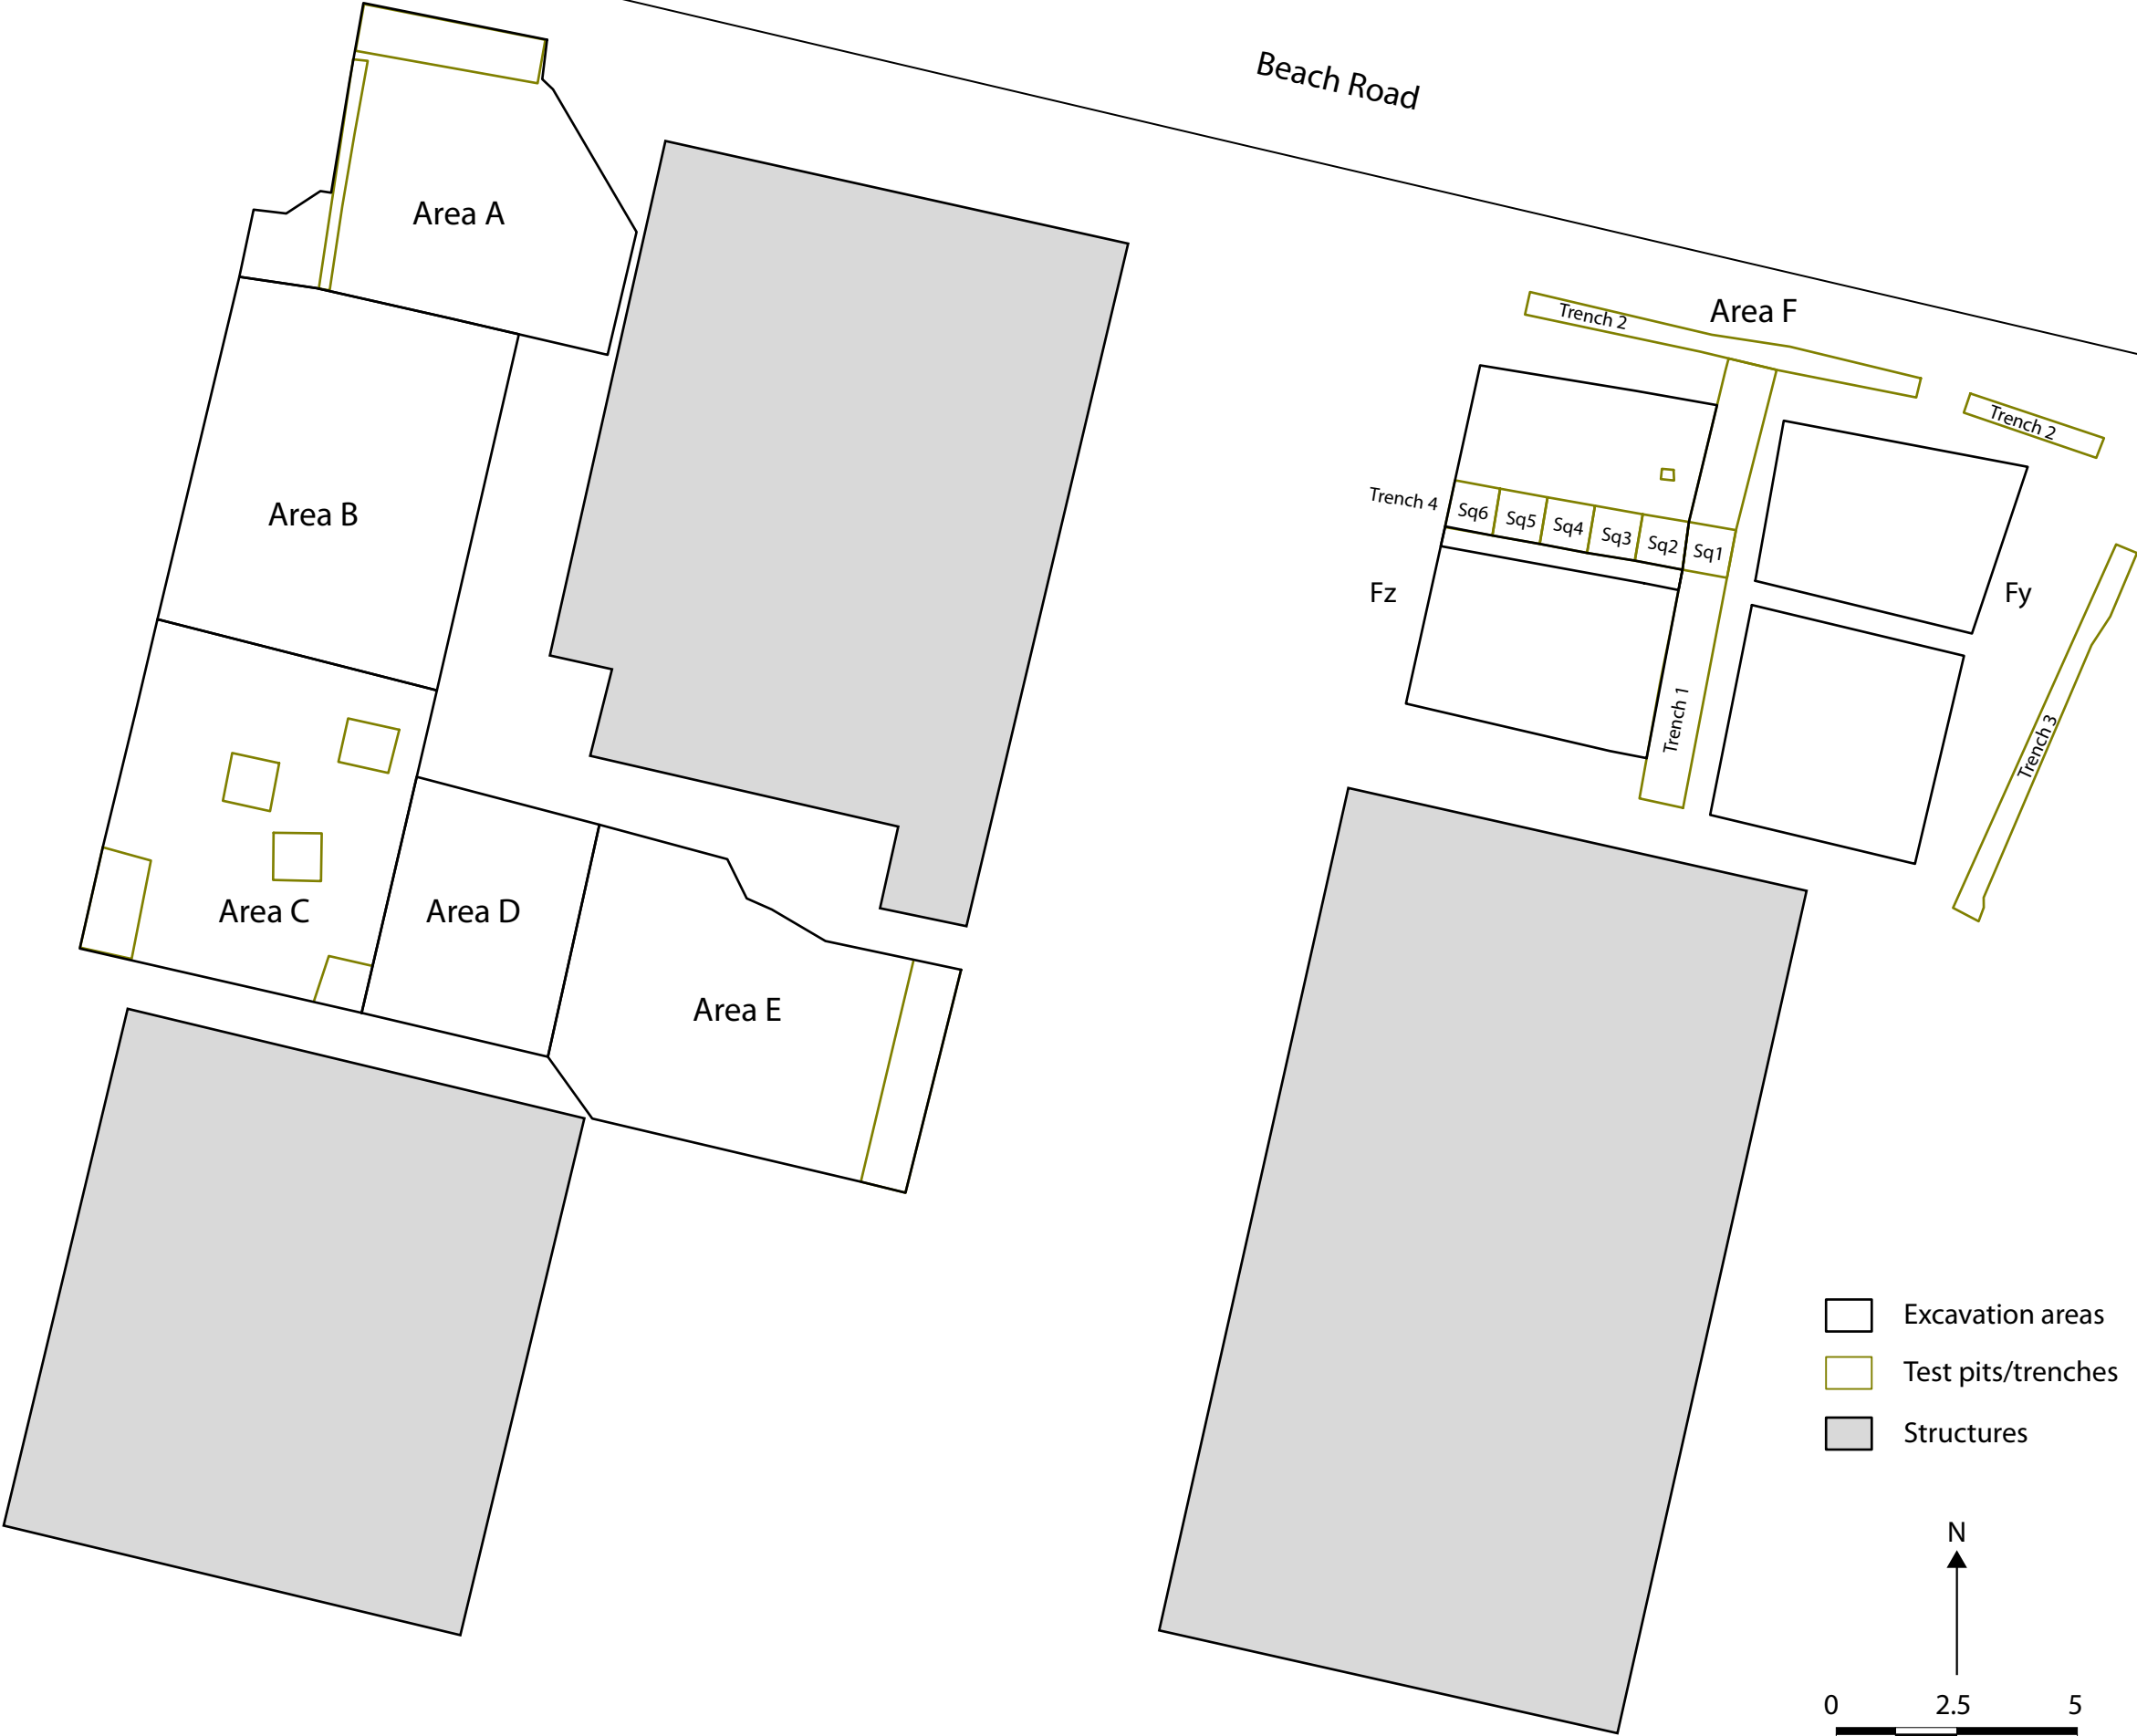 Beach Road
Area A
Area F
Trench 2
Trench 2
Area B
Trench 4
Sq6
Sq5
Sq4
Sq3
Sq2
Sq1
Fz
Fy
Trench 1
Trench 3
Area C
Area D
Area E
Excavation areas
Test pits/trenches
Structures
N
0 2.5 5